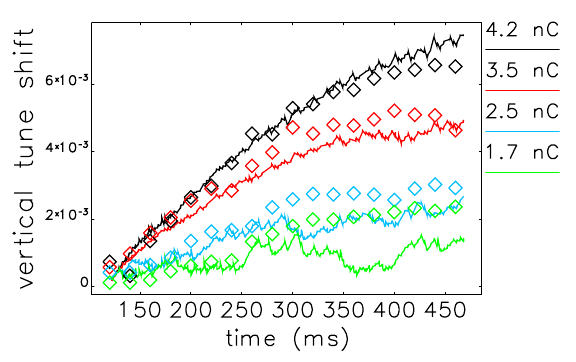 4.2 nC
3.5 nC
2.5 nC
1.7 nC
vertical tune shift
6×10⁻³
4×10⁻³
2×10⁻³
0
150 200 250 300 350 400 450
time (ms)